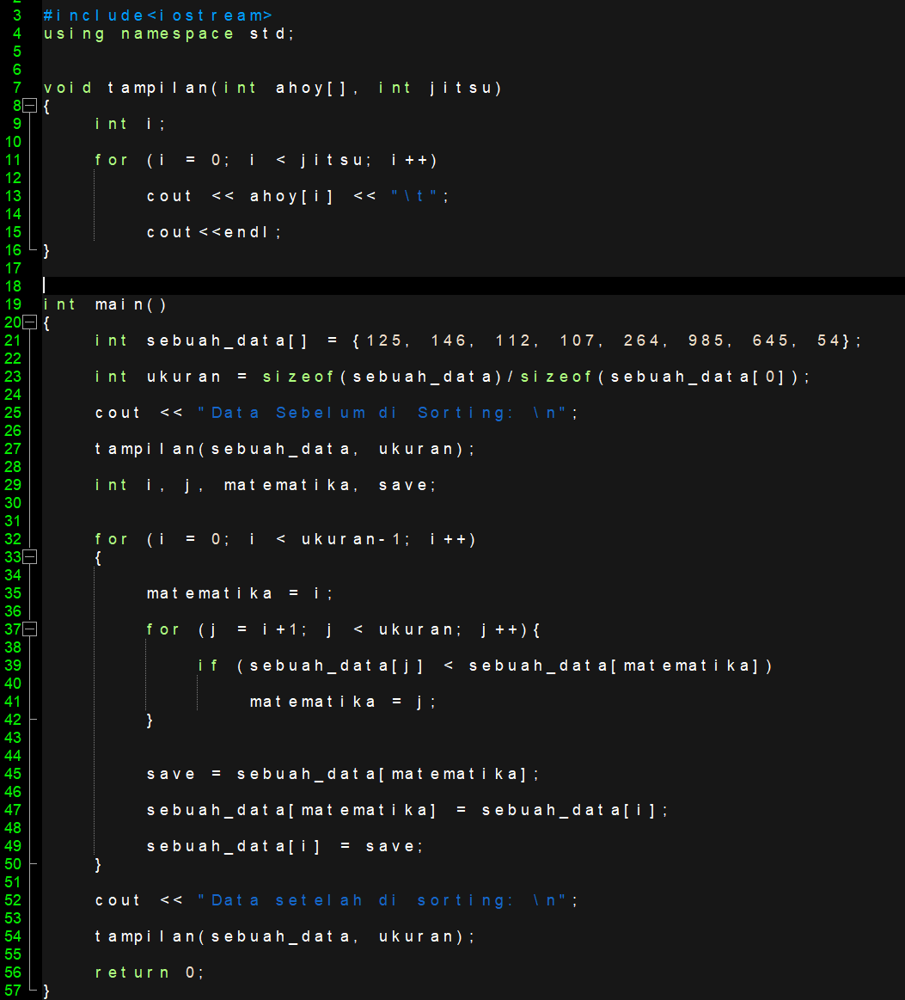 3 #include<iostream>
4 using namespace std;
5
6
7 void tampilan(int ahoy[], int jitsu)
8 {
9 int i;
10
11 for (i = 0; i < jitsu; i++)
12
13 cout << ahoy[i] << "\t";
14
15 cout<<endl;
16 }
17
18
19 int main()
20 {
21 int sebuah_data[] = {125, 146, 112, 107, 264, 985, 645, 54};
22
23 int ukuran = sizeof(sebuah_data)/sizeof(sebuah_data[0]);
24
25 cout << "Data Sebelum di Sorting: \n";
26
27 tampilan(sebuah_data, ukuran);
28
29 int i, j, matematika, save;
30
31
32 for (i = 0; i < ukuran-1; i++)
33 {
34
35 matematika = i;
36
37 for (j = i+1; j < ukuran; j++){
38
39 if (sebuah_data[j] < sebuah_data[matematika])
40
41 matematika = j;
42 }
43
44
45 save = sebuah_data[matematika];
46
47 sebuah_data[matematika] = sebuah_data[i];
48
49 sebuah_data[i] = save;
50 }
51
52 cout << "Data setelah di sorting: \n";
53
54 tampilan(sebuah_data, ukuran);
55
56 return 0;
57 }